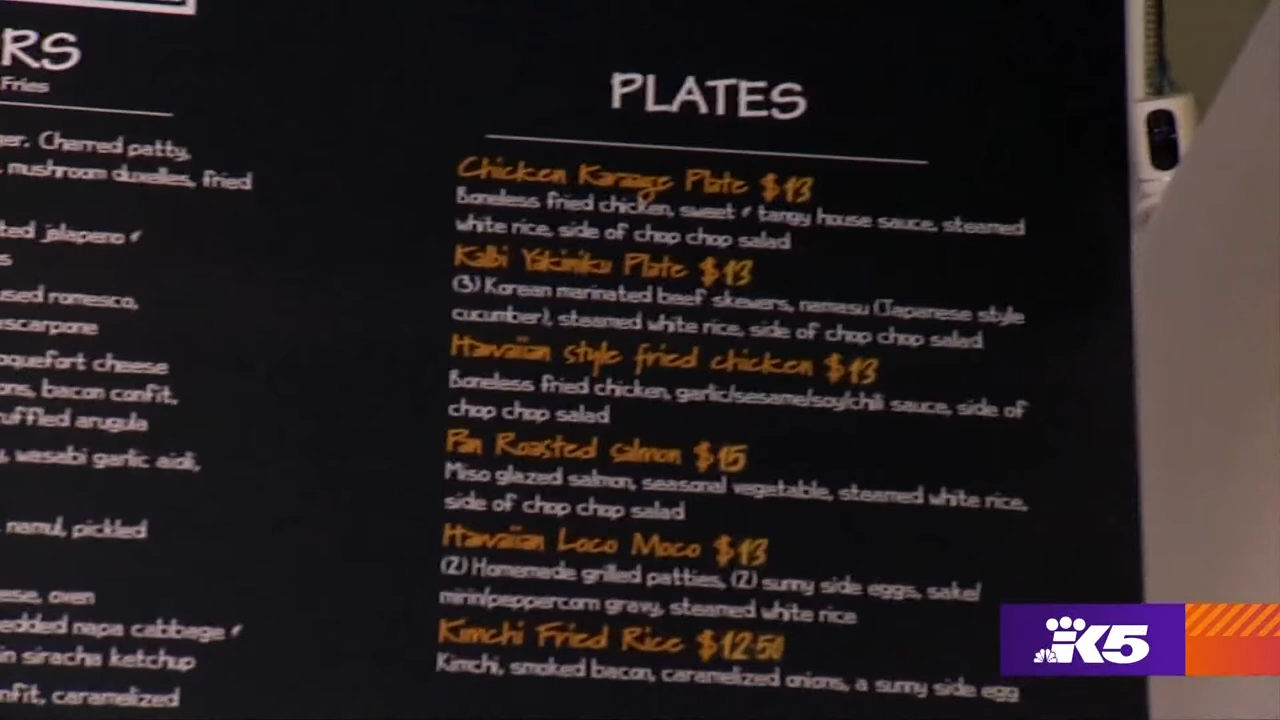 RS
Fries
er. Charred patty,
mushroom duxelles, fried
ted jalapeno &
s
used romesco,
ascarpone
oquefort cheese
ons, bacon confit,
uffled arugula
, wasabi garlic aioli,
namul, pickled
ese, oven
edded napa cabbage &
in siracha ketchup
nfit, caramelized
PLATES
Chicken Karaage Plate $13
Boneless fried chicken, sweet & tangy house sauce, steamed
white rice, side of chop chop salad
Kalbi Yakiniku Plate $13
(3) Korean marinated beef skewers, namasu (Japanese style
cucumber), steamed white rice, side of chop chop salad
Hawaiian style fried chicken $13
Boneless fried chicken, garlic/sesame/soy/chili sauce, side of
chop chop salad
Pan Roasted salmon $15
Miso glazed salmon, seasonal vegetable, steamed white rice,
side of chop chop salad
Hawaiian Loco Moco $13
(2) Homemade grilled patties, (2) sunny side eggs, sake/
mirin/peppercorn gravy, steamed white rice
Kimchi Fried Rice $12.50
Kimchi, smoked bacon, caramelized onions, a sunny side egg
K5